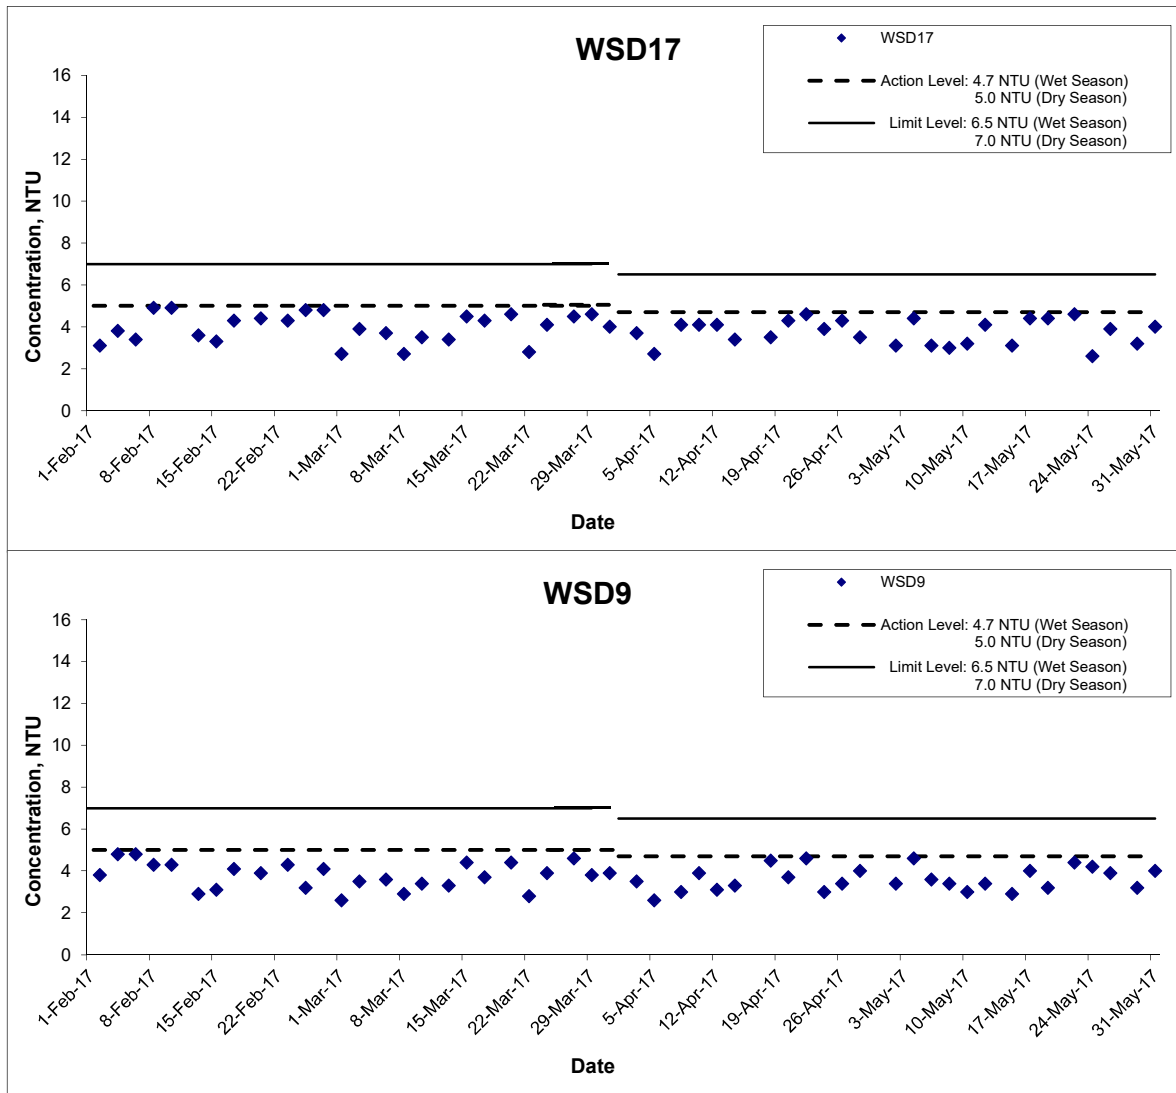 WSD17
WSD17
Action Level: 4.7 NTU (Wet Season)
5.0 NTU (Dry Season)
Limit Level: 6.5 NTU (Wet Season)
7.0 NTU (Dry Season)
Concentration, NTU
16
14
12
10
8
6
4
2
0
1-Feb-17
8-Feb-17
15-Feb-17
22-Feb-17
1-Mar-17
8-Mar-17
15-Mar-17
22-Mar-17
29-Mar-17
5-Apr-17
12-Apr-17
19-Apr-17
26-Apr-17
3-May-17
10-May-17
17-May-17
24-May-17
31-May-17
Date
WSD9
WSD9
Action Level: 4.7 NTU (Wet Season)
5.0 NTU (Dry Season)
Limit Level: 6.5 NTU (Wet Season)
7.0 NTU (Dry Season)
Concentration, NTU
16
14
12
10
8
6
4
2
0
1-Feb-17
8-Feb-17
15-Feb-17
22-Feb-17
1-Mar-17
8-Mar-17
15-Mar-17
22-Mar-17
29-Mar-17
5-Apr-17
12-Apr-17
19-Apr-17
26-Apr-17
3-May-17
10-May-17
17-May-17
24-May-17
31-May-17
Date